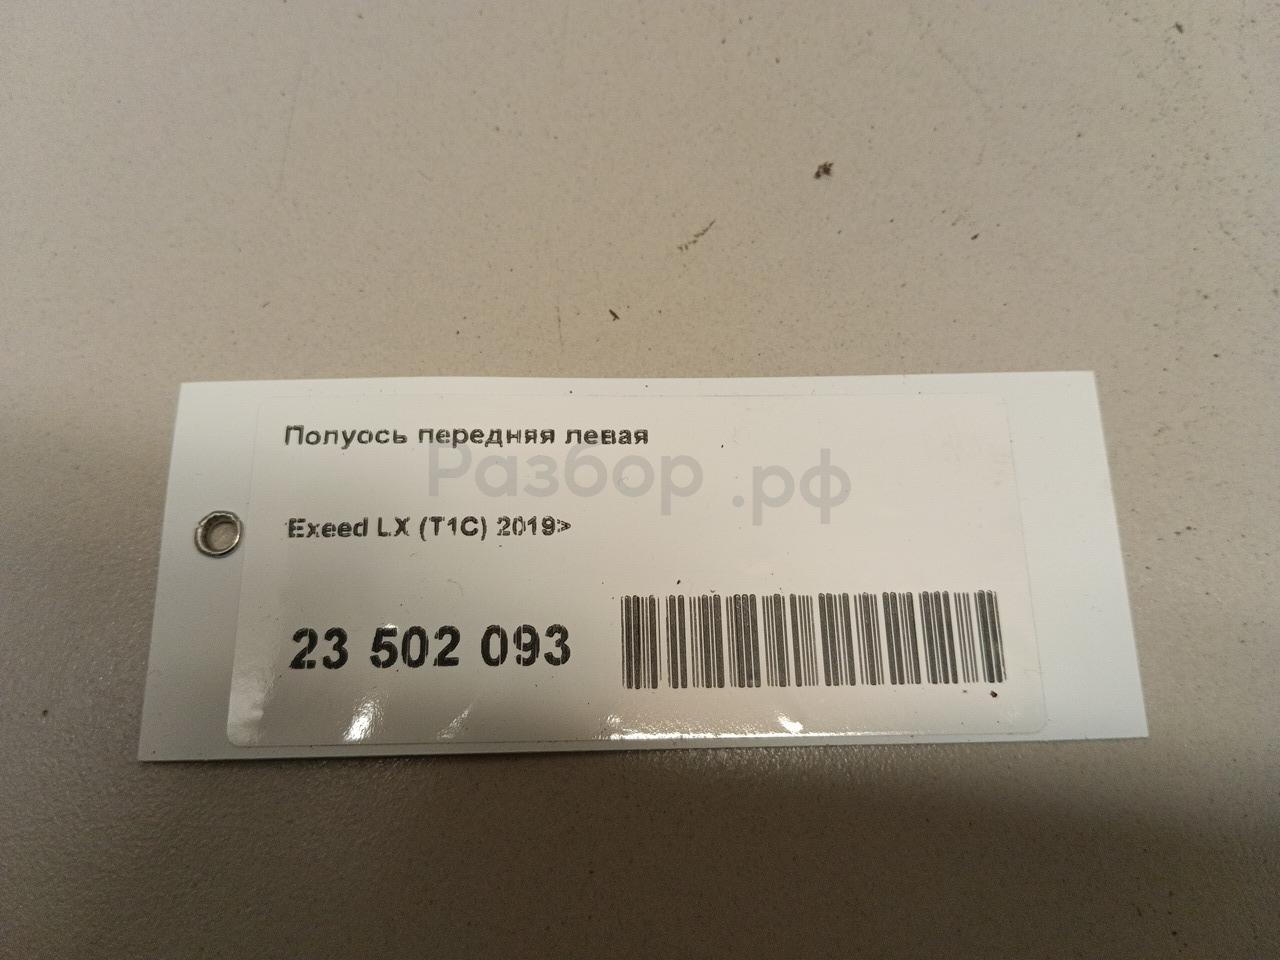 Полуось передняя левая
Разбор.рф
Exeed LX (T1C) 2019>
23 502 093